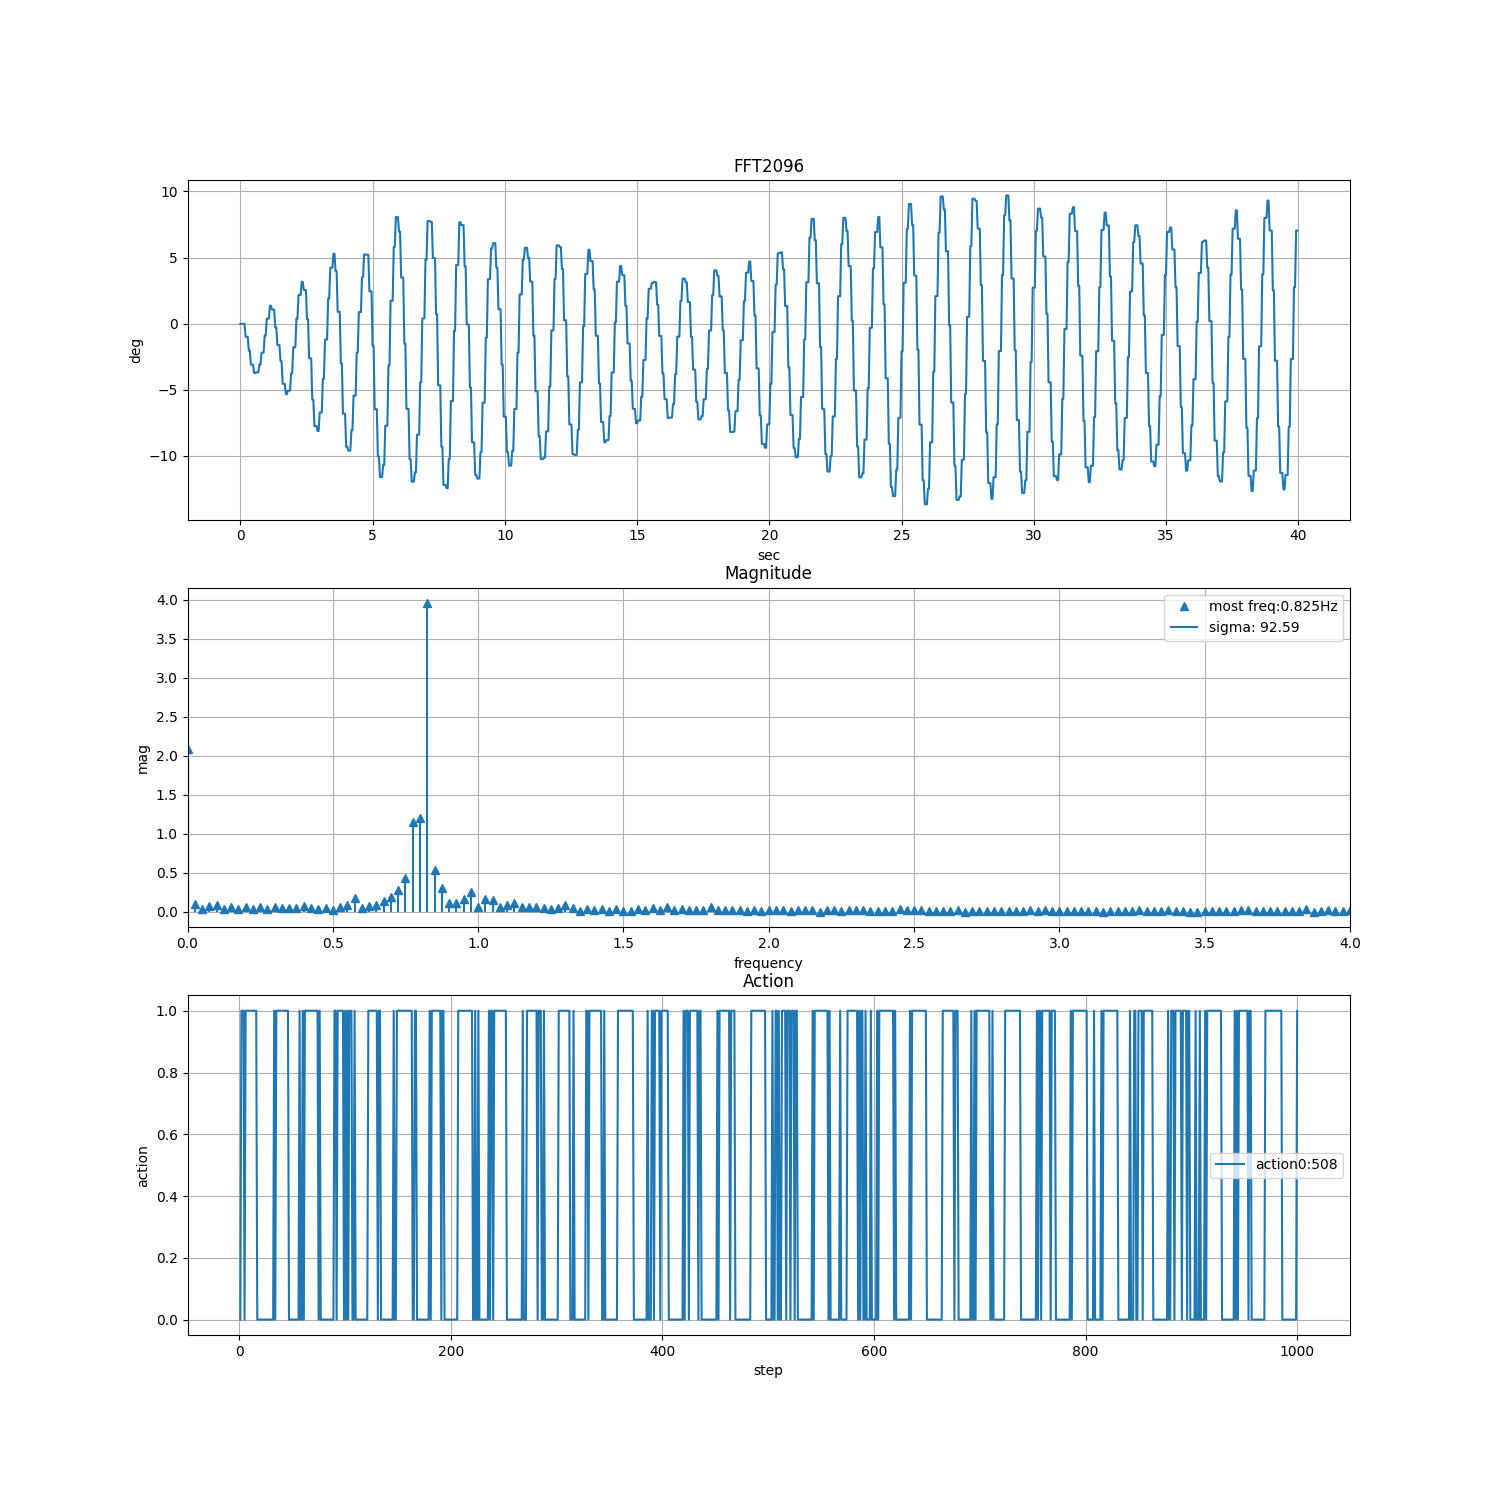 FFT2096
10
5
0
−5
−10
deg
0 5 10 15 20 25 30 35 40
sec
Magnitude
4.0
3.5
3.0
2.5
2.0
1.5
1.0
0.5
0.0
mag
most freq:0.825Hz
sigma: 92.59
0.0 0.5 1.0 1.5 2.0 2.5 3.0 3.5 4.0
frequency
Action
1.0
0.8
0.6
0.4
0.2
0.0
action
action0:508
0 200 400 600 800 1000
step